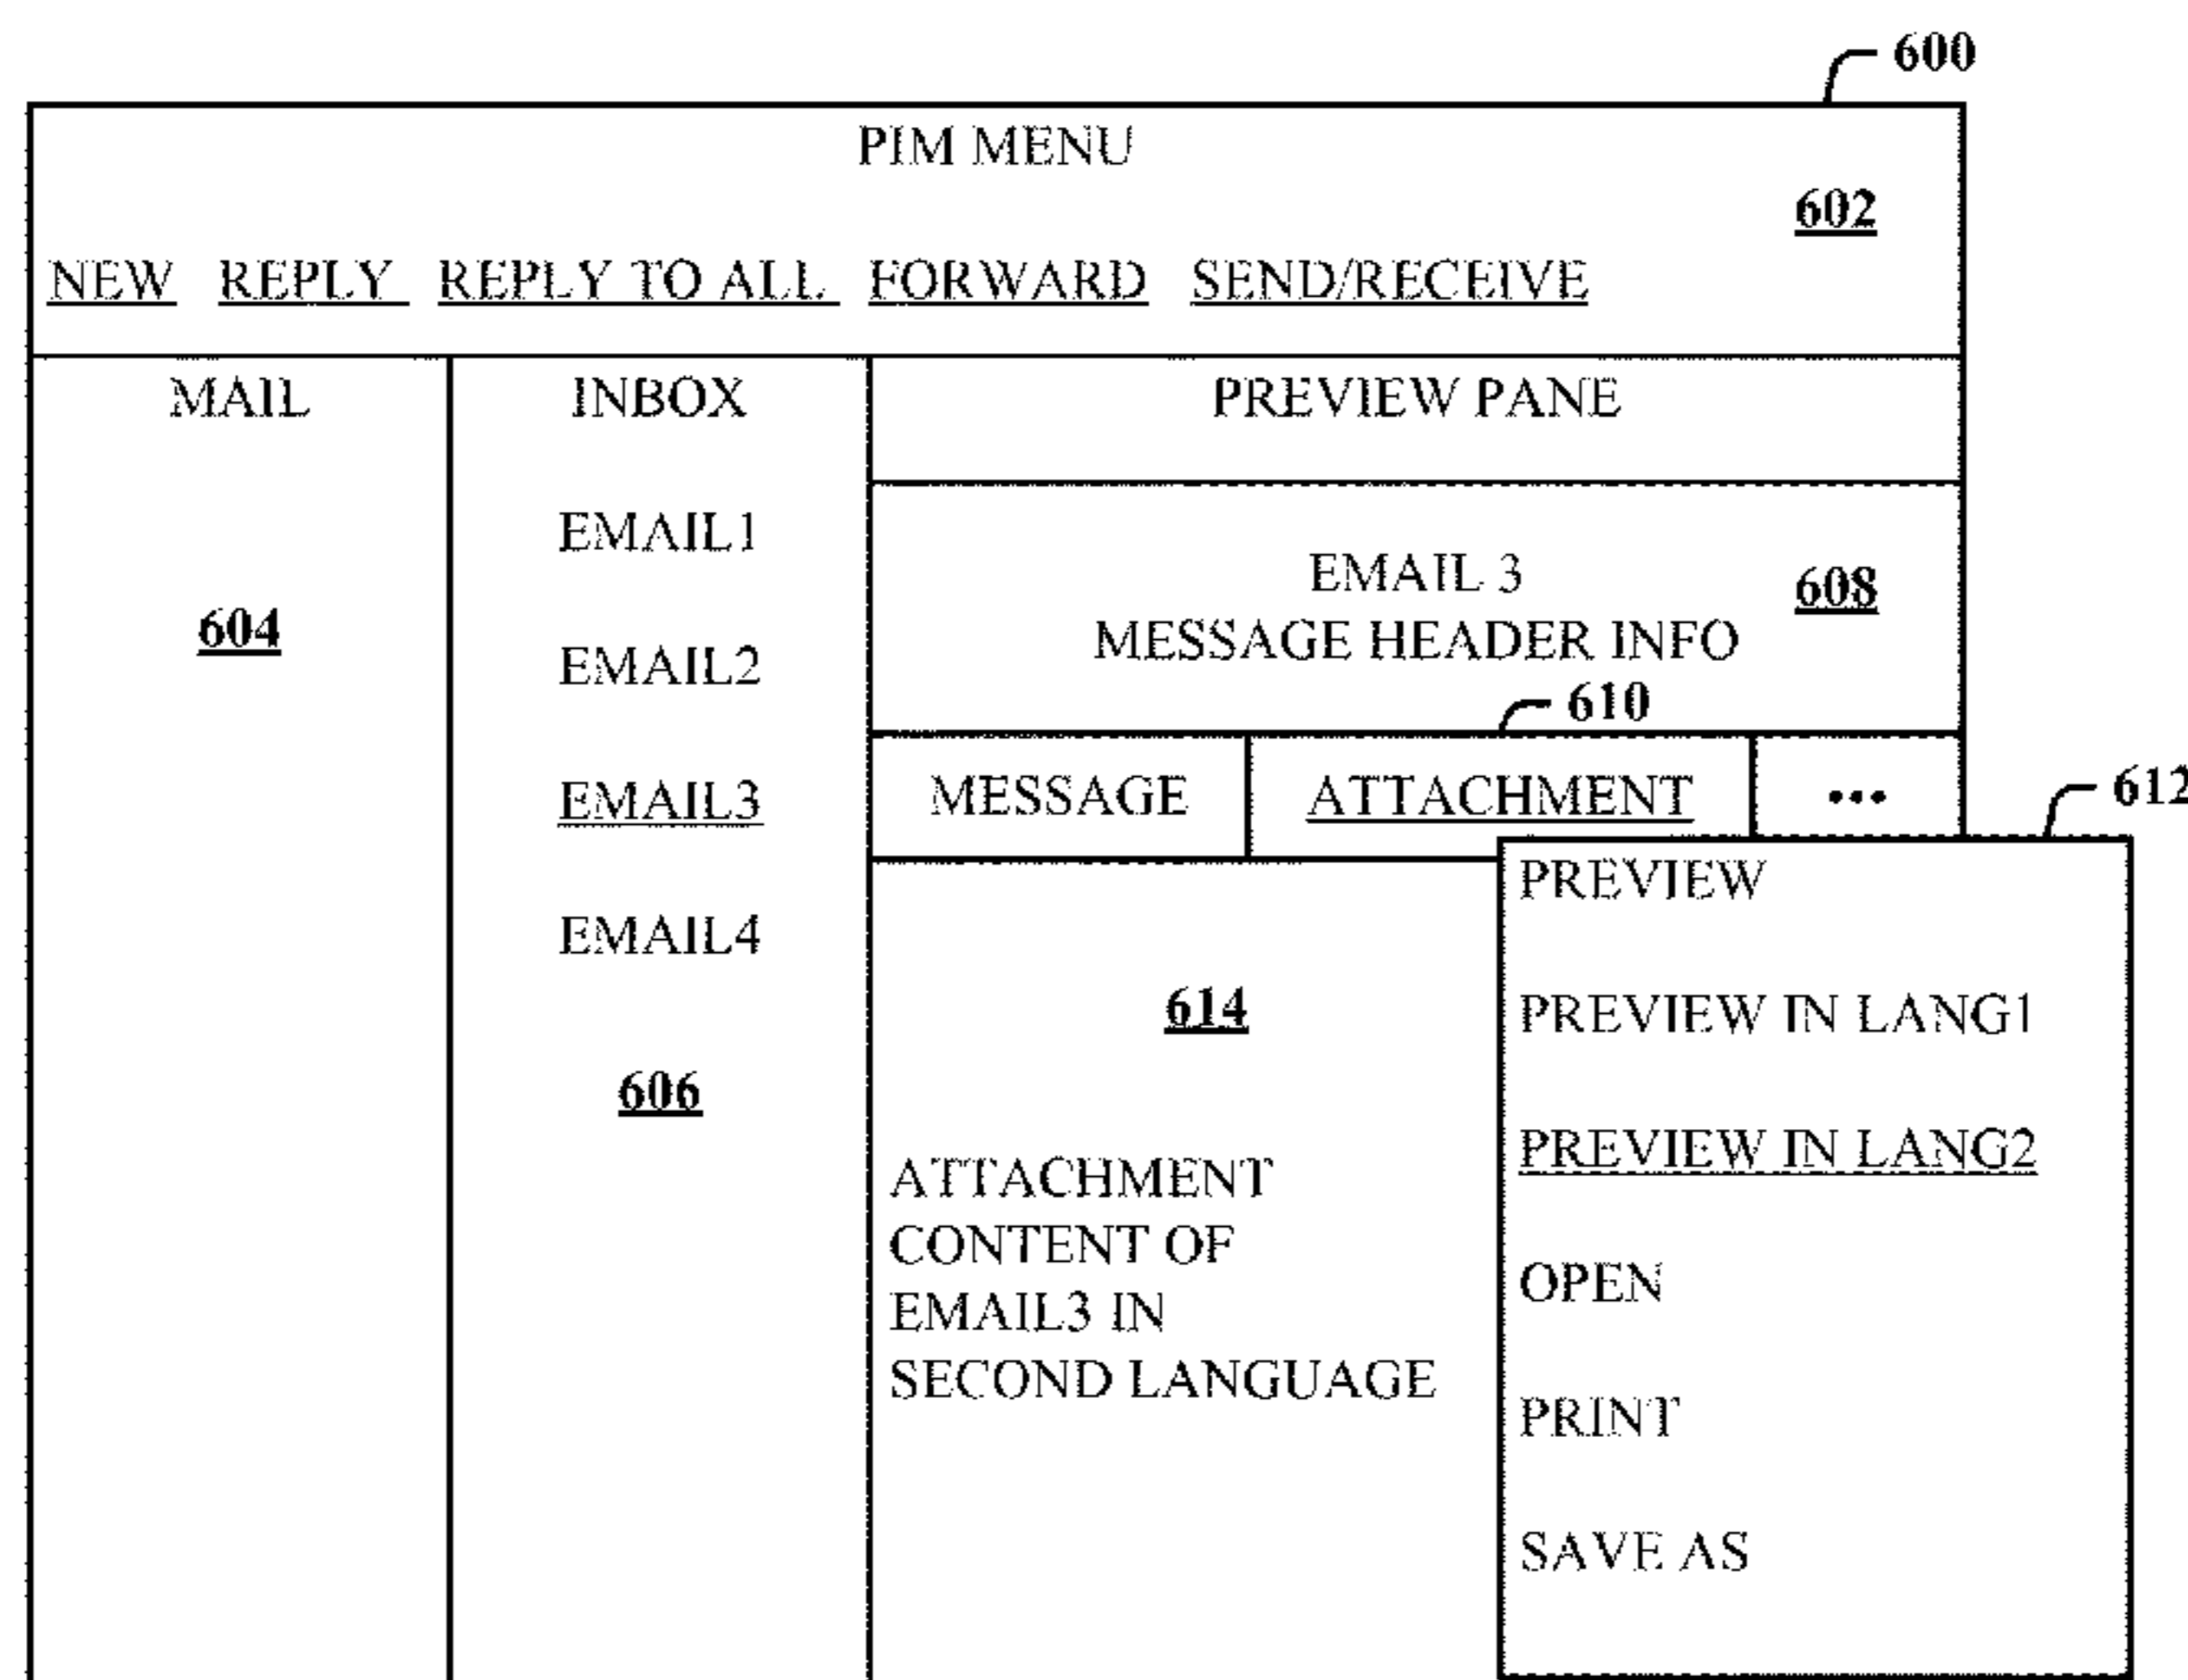 600
PIM MENU
602
NEW REPLY REPLY TO ALL FORWARD SEND/RECEIVE
MAIL
604
INBOX
EMAIL1
EMAIL2
EMAIL3
EMAIL4
606
PREVIEW PANE
EMAIL 3
MESSAGE HEADER INFO
608
610
MESSAGE
ATTACHMENT
•••
612
PREVIEW
PREVIEW IN LANG1
PREVIEW IN LANG2
OPEN
PRINT
SAVE AS
614
ATTACHMENT
CONTENT OF
EMAIL3 IN
SECOND LANGUAGE